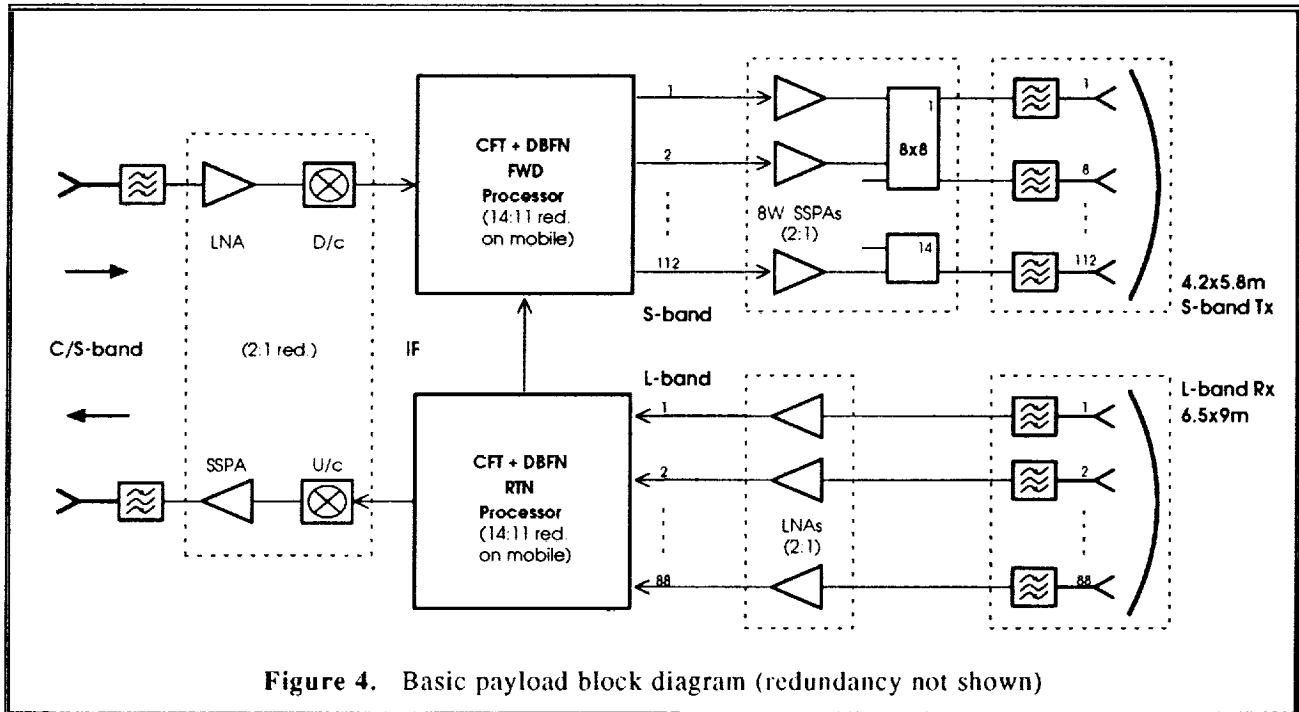 1
CFT + DBFN
FWD
Processor
(14:11 red.
on mobile)
1
8x8
1
2
8
8W SSPAs
(2:1)
LNA
D/c
14
112
112
4.2x5.8m
S-band Tx
S-band
C/S-band
(2:1 red.)
IF
L-band
L-band Rx
6.5x9m
1
1
SSPA
U/c
CFT + DBFN
RTN
Processor
(14:11 red.
on mobile)
2
2
LNAs
(2:1)
88
88
Figure 4. Basic payload block diagram (redundancy not shown)